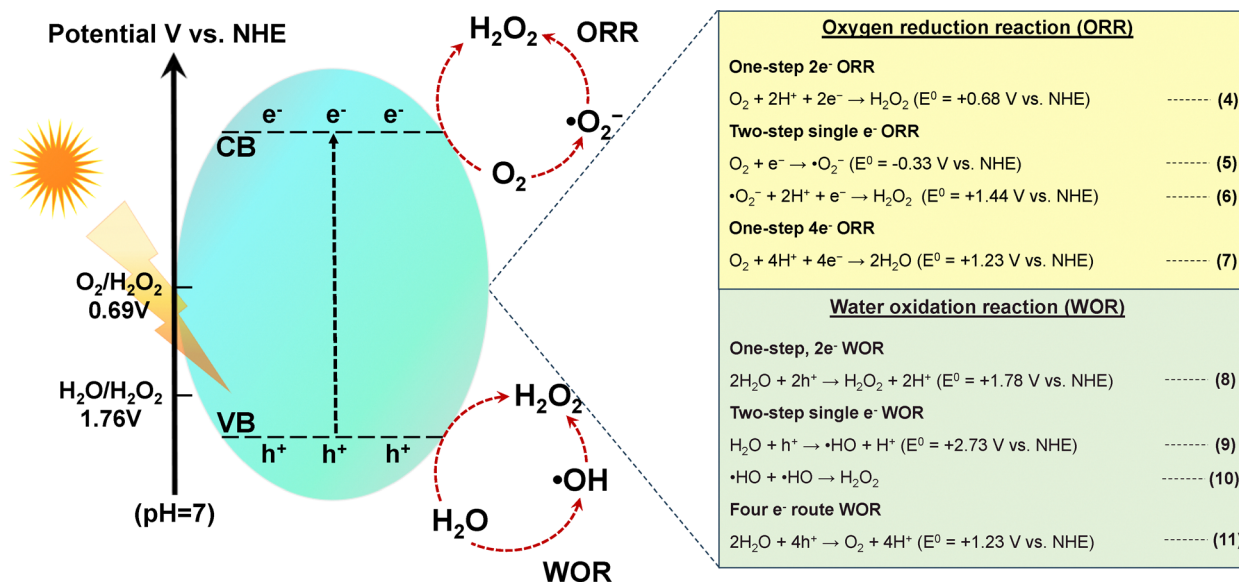 Potential V vs. NHE
O₂/H₂O₂
0.69V
H₂O/H₂O₂
1.76V
(pH=7)
e⁻ e⁻ e⁻
CB
VB
h⁺ h⁺ h⁺
H₂O₂
ORR
•O₂⁻
O₂
H₂O₂
•OH
H₂O
WOR
Oxygen reduction reaction (ORR)
One-step 2e⁻ ORR
O₂ + 2H⁺ + 2e⁻ → H₂O₂ (E⁰ = +0.68 V vs. NHE) ------- (4)
Two-step single e⁻ ORR
O₂ + e⁻ → •O₂⁻ (E⁰ = -0.33 V vs. NHE) ------- (5)
•O₂⁻ + 2H⁺ + e⁻ → H₂O₂ (E⁰ = +1.44 V vs. NHE) ------- (6)
One-step 4e⁻ ORR
O₂ + 4H⁺ + 4e⁻ → 2H₂O (E⁰ = +1.23 V vs. NHE) ------- (7)
Water oxidation reaction (WOR)
One-step, 2e⁻ WOR
2H₂O + 2h⁺ → H₂O₂ + 2H⁺ (E⁰ = +1.78 V vs. NHE) ------- (8)
Two-step single e⁻ WOR
H₂O + h⁺ → •HO + H⁺ (E⁰ = +2.73 V vs. NHE) ------- (9)
•HO + •HO → H₂O₂ ------- (10)
Four e⁻ route WOR
2H₂O + 4h⁺ → O₂ + 4H⁺ (E⁰ = +1.23 V vs. NHE) ------- (11)